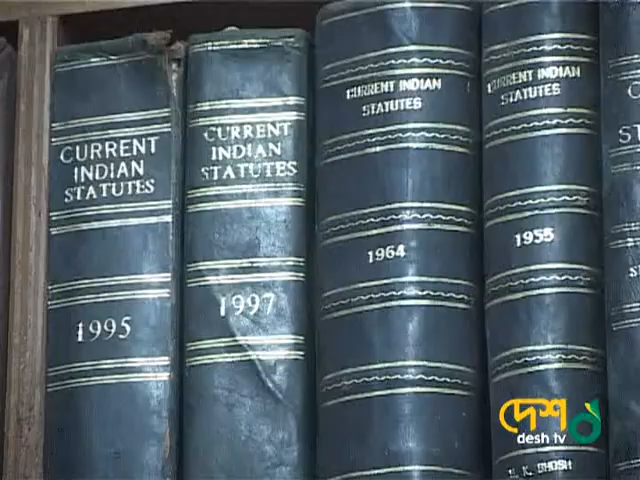 CURRENT
INDIAN
STATUTES
1995
CURRENT
INDIAN
STATUTES
1997
CURRENT INDIAN
STATUTES
1964
CURRENT INDIAN
STATUTES
1955
দেশ
desh tv